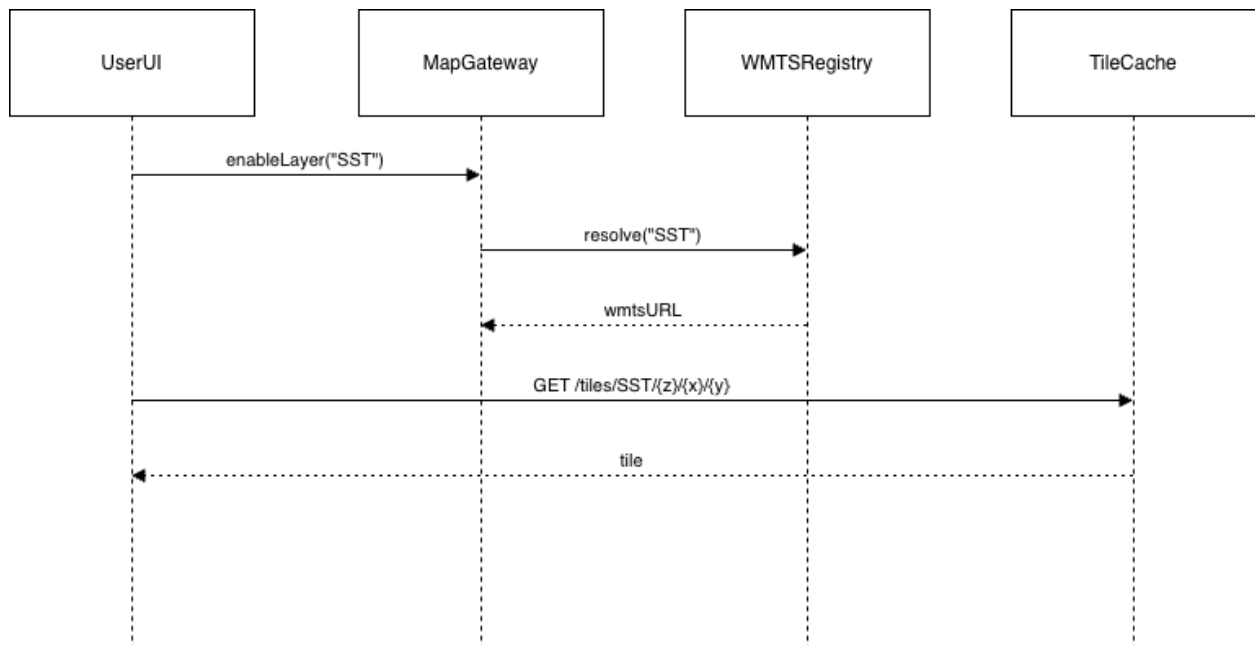 UserUI
MapGateway
WMTSRegistry
TileCache
enableLayer("SST")
resolve("SST")
wmtsURL
GET /tiles/SST/{z}/{x}/{y}
tile